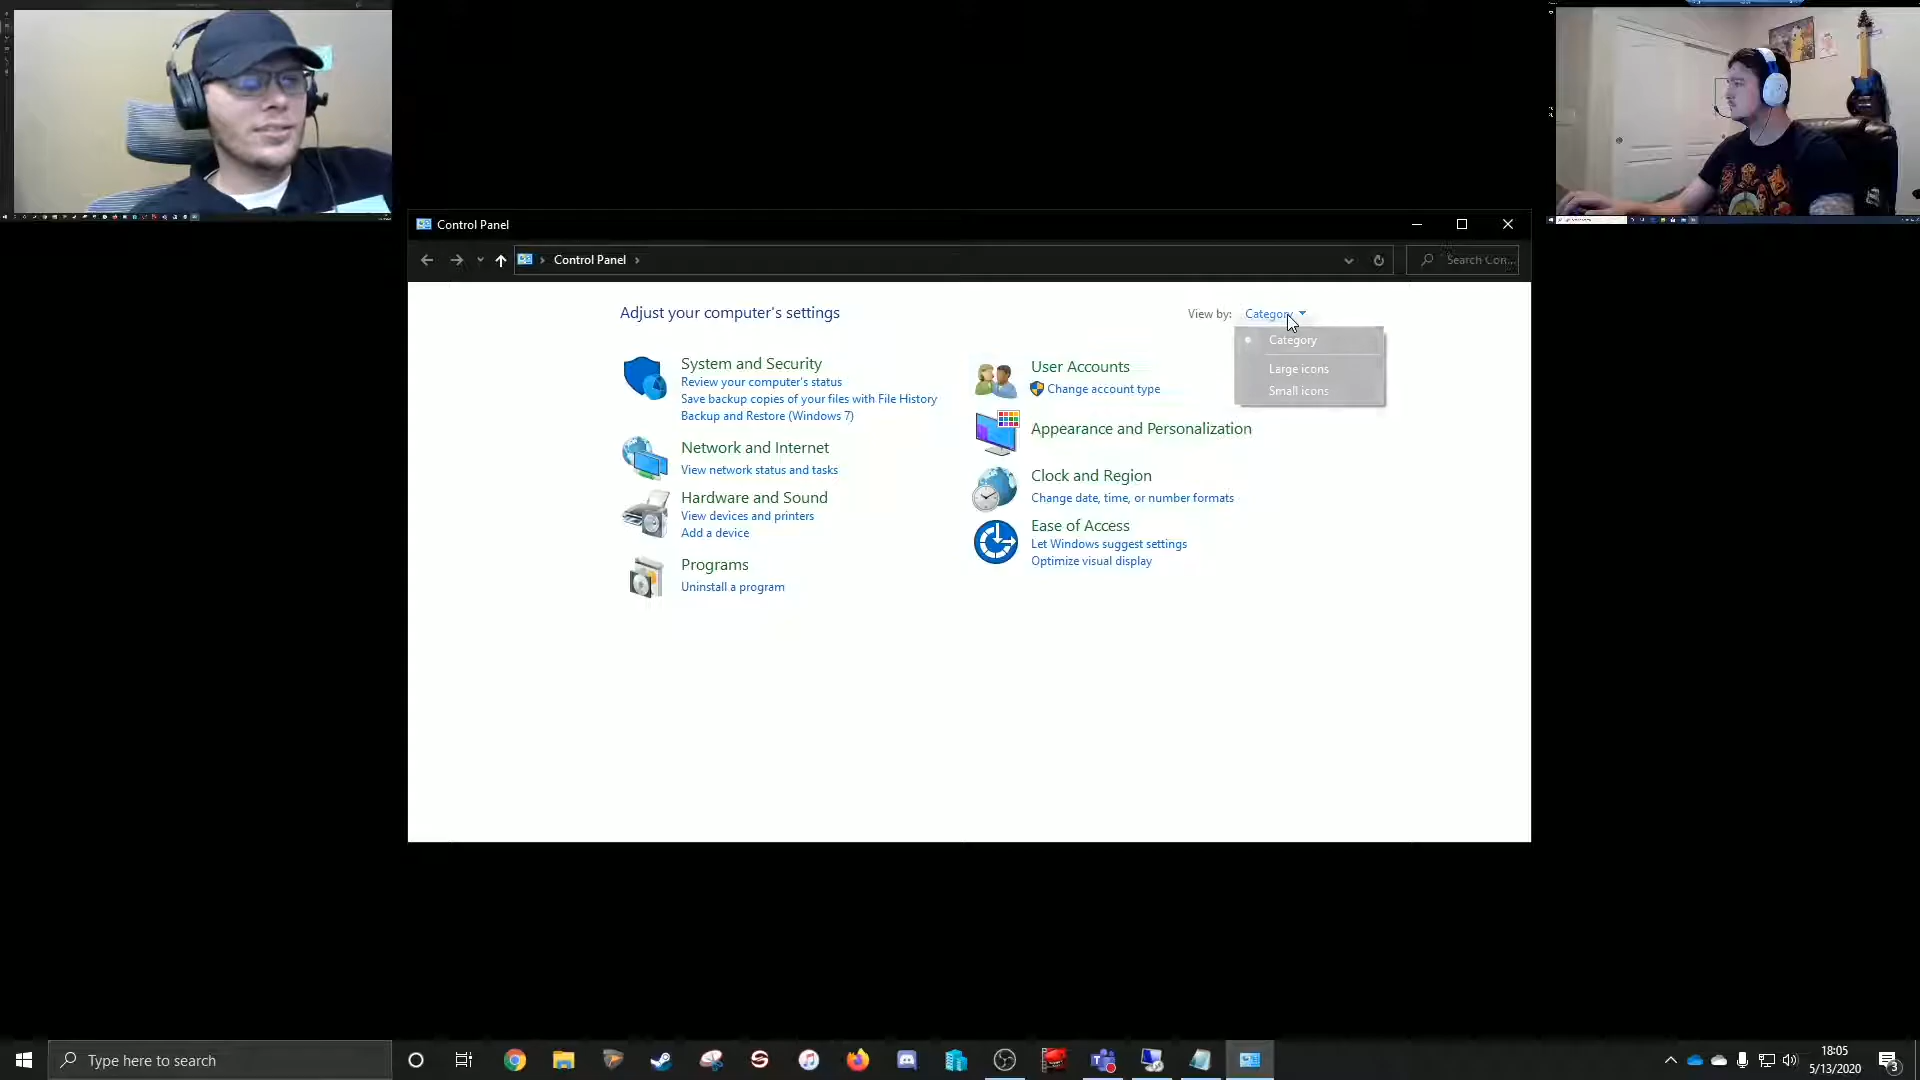 Control Panel
Control Panel
Search Con...
Adjust your computer's settings
View by:
Category
Category
Large icons
Small icons
System and Security
Review your computer's status
Save backup copies of your files with File History
Backup and Restore (Windows 7)
Network and Internet
View network status and tasks
Hardware and Sound
View devices and printers
Add a device
Programs
Uninstall a program
User Accounts
Change account type
Appearance and Personalization
Clock and Region
Change date, time, or number formats
Ease of Access
Let Windows suggest settings
Optimize visual display
Type here to search
18:05
5/13/2020
3